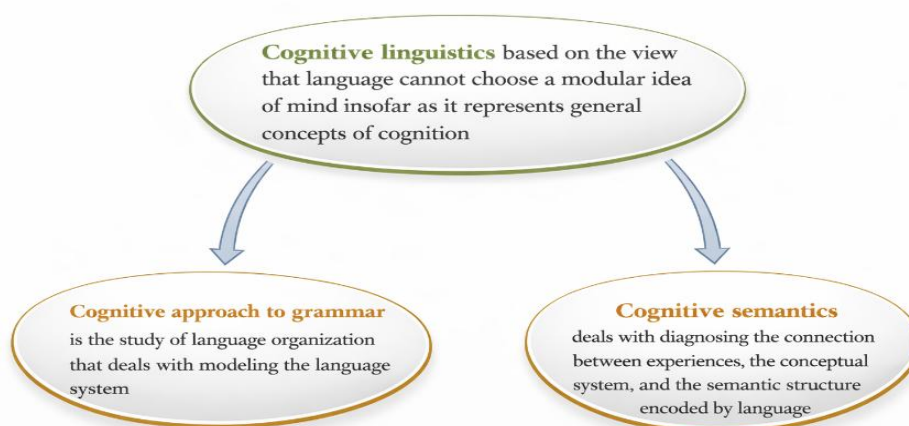 Cognitive linguistics based on the view
that language cannot choose a modular idea
of mind insofar as it represents general
concepts of cognition
Cognitive approach to grammar
is the study of language organization
that deals with modeling the language
system
Cognitive semantics
deals with diagnosing the connection
between experiences, the conceptual
system, and the semantic structure
encoded by language